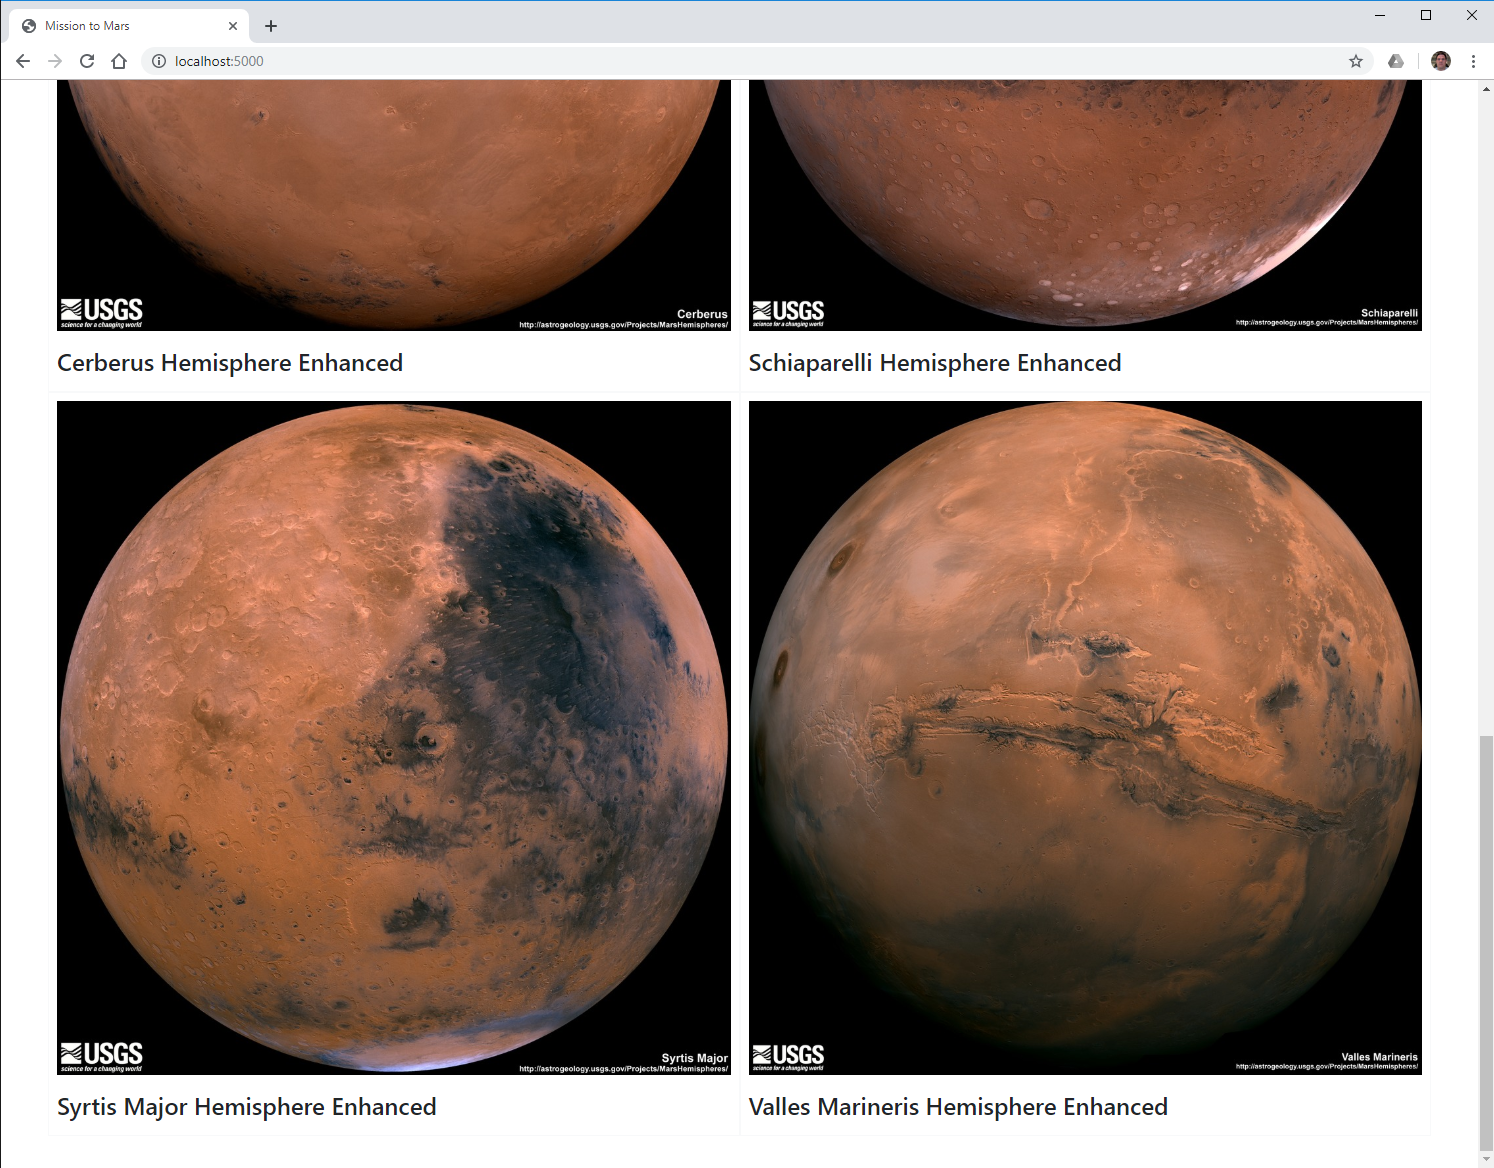 Mission to Mars
localhost:5000
USGS
science for a changing world
Cerberus
http://astrogeology.usgs.gov/Projects/MarsHemispheres/
USGS
science for a changing world
Schiaparelli
http://astrogeology.usgs.gov/Projects/MarsHemispheres/
Cerberus Hemisphere Enhanced
Schiaparelli Hemisphere Enhanced
USGS
science for a changing world
Syrtis Major
http://astrogeology.usgs.gov/Projects/MarsHemispheres/
USGS
science for a changing world
Valles Marineris
http://astrogeology.usgs.gov/Projects/MarsHemispheres/
Syrtis Major Hemisphere Enhanced
Valles Marineris Hemisphere Enhanced